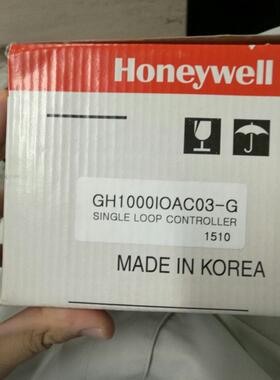 Honeywell
GH1000IOAC03-G
SINGLE LOOP CONTROLLER
1510
MADE IN KOREA